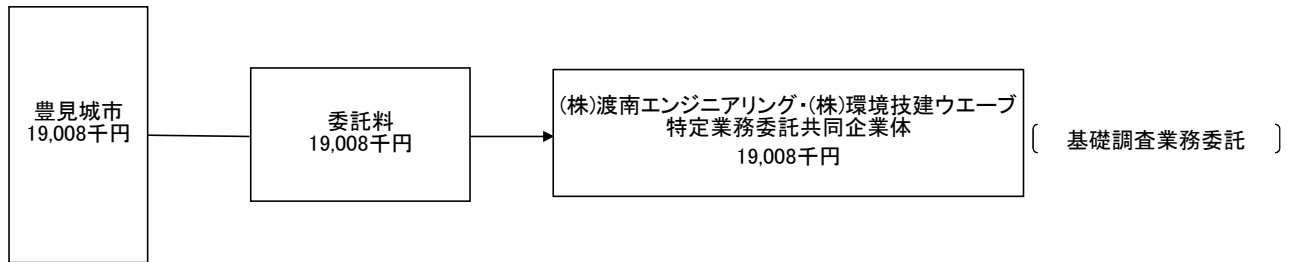 豊見城市
19,008千円
委託料
19,008千円
(株)渡南エンジニアリング・(株)環境技建ウエーブ
特定業務委託共同企業体
19,008千円
〔 基礎調査業務委託 〕